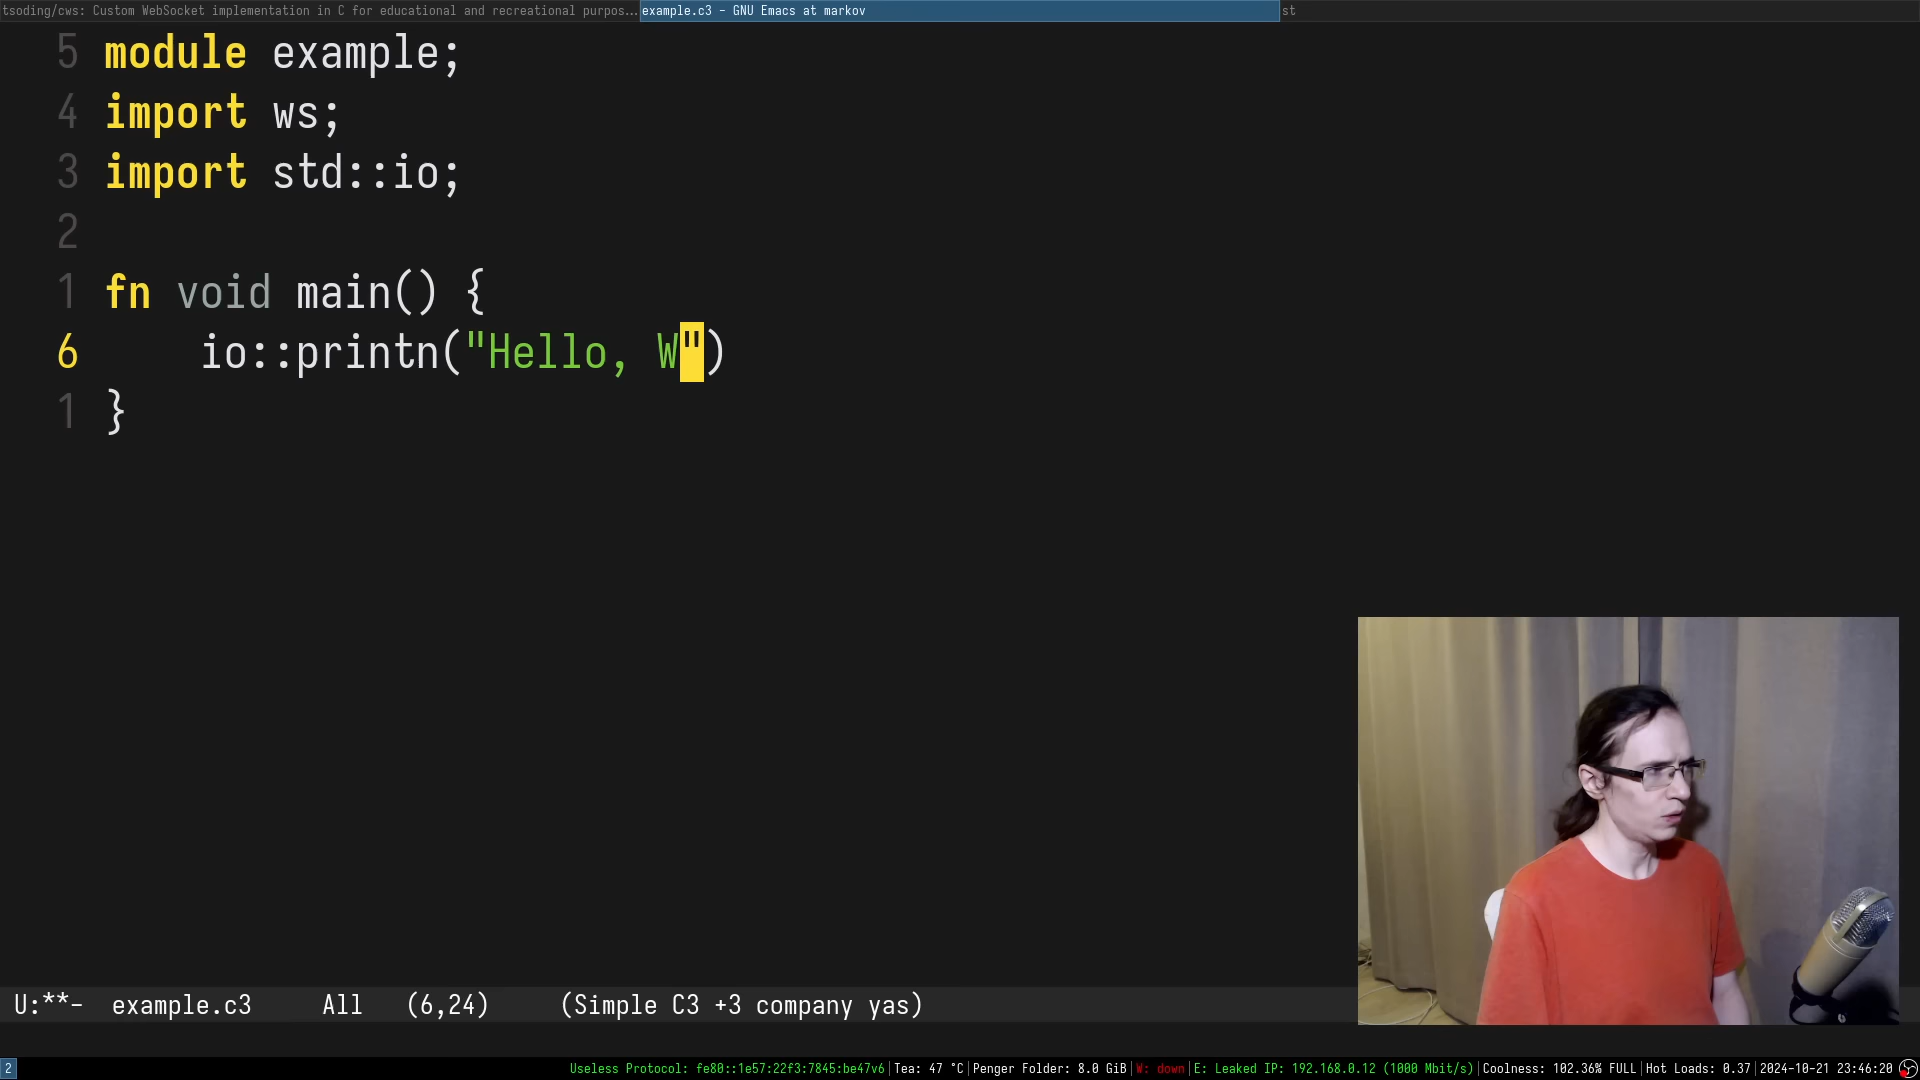 tsoding/cws: Custom WebSocket implementation in C for educational and recreational purpos... example.c3 - GNU Emacs at markov st
5 module example;
4 import ws;
3 import std::io;
2
1 fn void main() {
6 io::printn("Hello, W")
1 }
U:**- example.c3 All (6,24) (Simple C3 +3 company yas)
2 Useless Protocol: fe80::1e57:22f3:7845:be47v6|Tea: 47 °C|Penger Folder: 8.0 GiB|W: down|E: Leaked IP: 192.168.0.12 (1000 Mbit/s)|Coolness: 102.36% FULL|Hot Loads: 0.37|2024-10-21 23:46:20